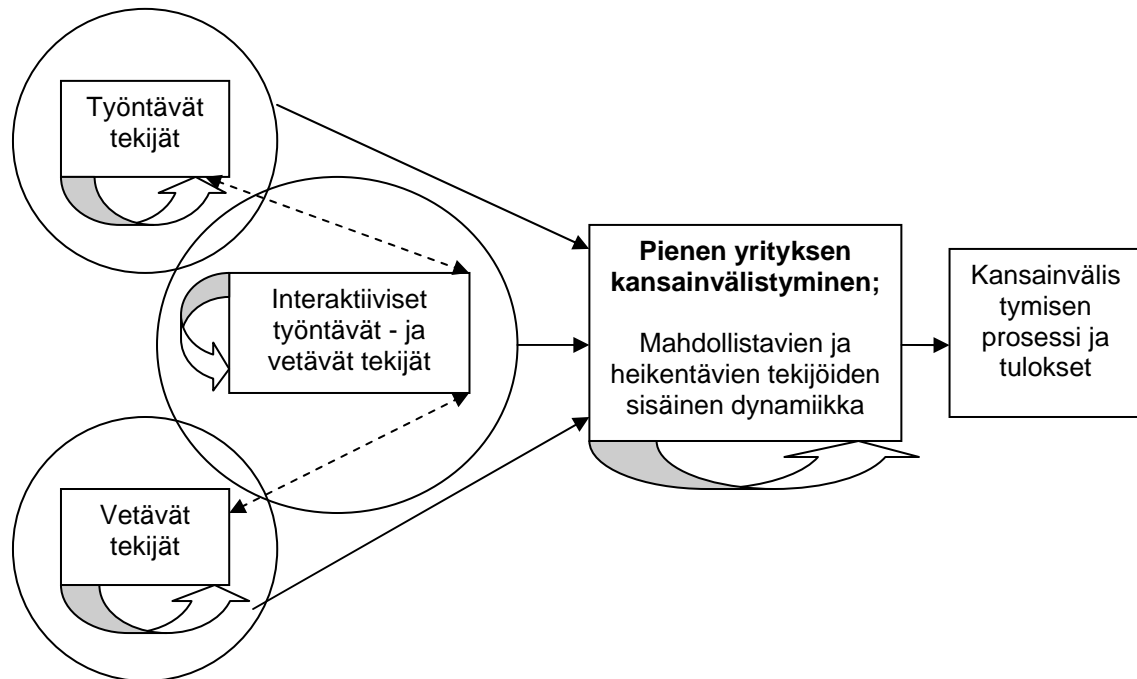 Työntävät
tekijät
Interaktiiviset
työntävät - ja
vetävät tekijät
Vetävät
tekijät
Pienen yrityksen
kansainvälistyminen;
Mahdollistavien ja
heikentävien tekijöiden
sisäinen dynamiikka
Kansainvälis
tymisen
prosessi ja
tulokset